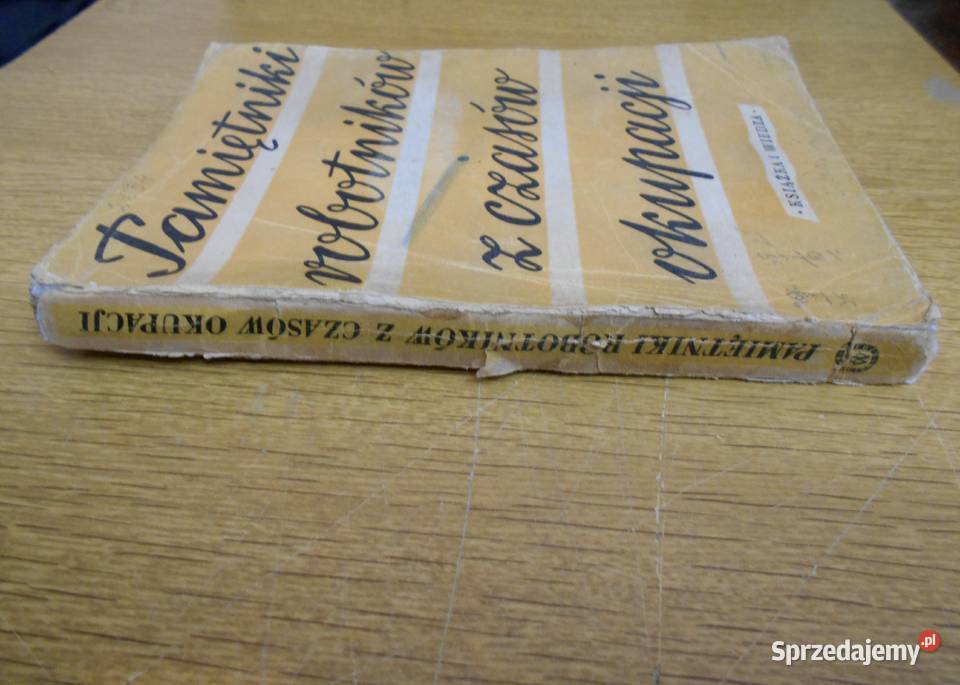 Pamiętniki
robotników
z czasów
okupacji
• KSIĄŻKA I WIEDZA •
PAMIĘTNIKI ROBOTNIKÓW Z CZASÓW OKUPACJI
Sprzedajemy.pl